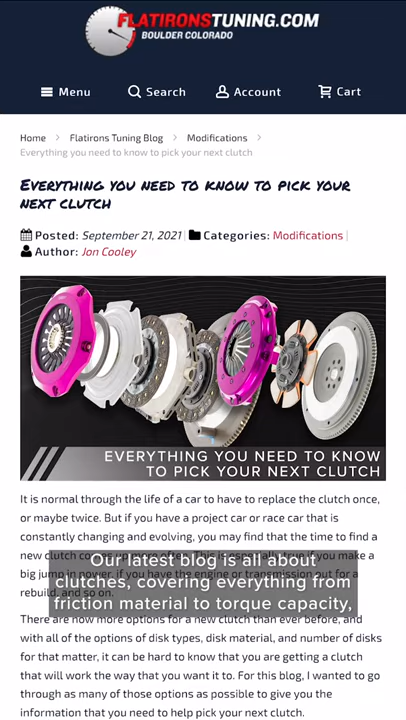 FLATIRONSTUNING.COM
BOULDER COLORADO
Menu
Search
Account
Cart
Home > Flatirons Tuning Blog > Modifications >
Everything you need to know to pick your next clutch
Everything you need to know to pick your
next clutch
Posted: September 21, 2021 | Categories: Modifications |
Author: Jon Cooley
EVERYTHING YOU NEED TO KNOW
TO PICK YOUR NEXT CLUTCH
It is normal through the life of a car to have to replace the clutch once,
or maybe twice. But if you have a project car or race car that is
constantly changing and evolving, you may find that the time to find a
new clutch comes up more often. This is especially true if you make a
big jump in power, if you have the engine or transmission out for a
rebuild, and so on.
Our latest blog is all about
clutches, covering everything from
friction material to torque capacity,
There are now more options for a new clutch than ever before, and
with all of the options of disk types, disk material, and number of disks
for that matter, it can be hard to know that you are getting a clutch
that will work the way that you want it to. For this blog, I wanted to go
through as many of those options as possible to give you the
information that you need to help pick your clutch.